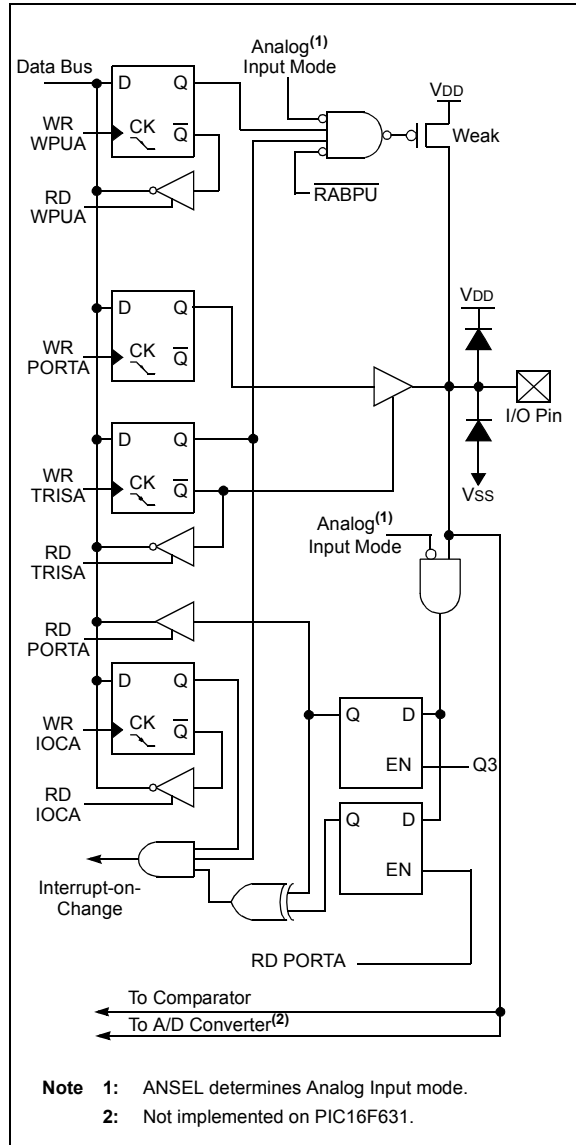 Analog(1)
Input Mode
Data Bus
D Q
VDD
WR
WPUA
CK Q
Weak
RD
WPUA
RABPU
VDD
D Q
WR
PORTA
CK Q
I/O Pin
D Q
WR
TRISA
CK Q
VSS
Analog(1)
Input Mode
RD
TRISA
RD
PORTA
D Q
Q D
WR
IOCA
CK Q
EN
Q3
RD
IOCA
Q D
EN
Interrupt-on-
Change
RD PORTA
To Comparator
To A/D Converter(2)
Note 1: ANSEL determines Analog Input mode.
2: Not implemented on PIC16F631.